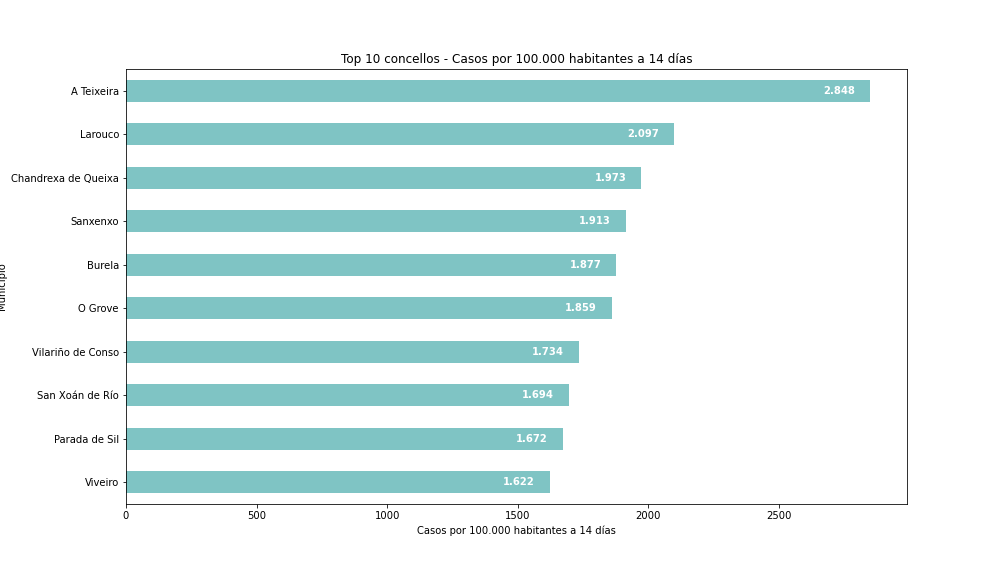 Top 10 concellos - Casos por 100.000 habitantes a 14 días
A Teixeira 2.848
Larouco 2.097
Chandrexa de Queixa 1.973
Sanxenxo 1.913
Burela 1.877
Municipio
O Grove 1.859
Vilariño de Conso 1.734
San Xoán de Río 1.694
Parada de Sil 1.672
Viveiro 1.622
0 500 1000 1500 2000 2500
Casos por 100.000 habitantes a 14 días